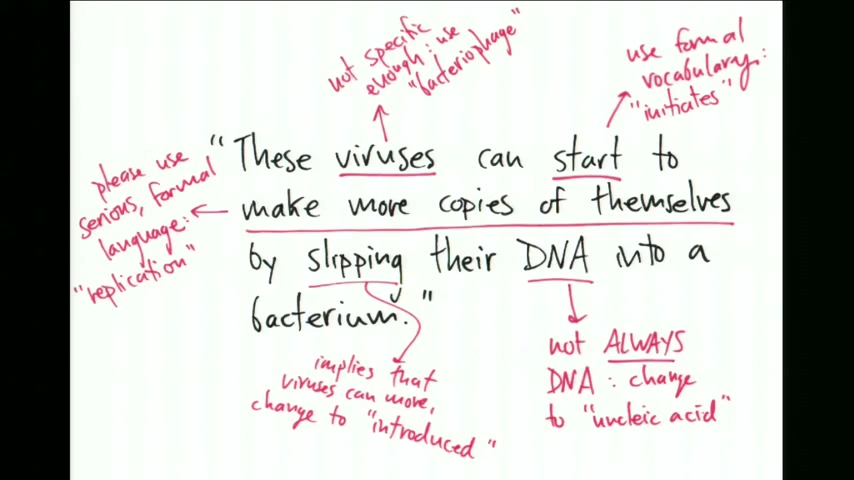 not specific
enough: use
"bacteriophage"
use formal
vocabulary:
"initiates"
please use
serious, formal
language:
"replication"
"These viruses can start to
make more copies of themselves
by slipping their DNA into a
bacterium."
implies that
viruses can move,
change to "introduced"
not ALWAYS
DNA: change
to "nucleic acid"